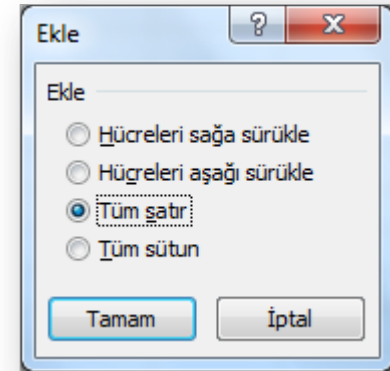 Ekle
Ekle
Hücreleri sağa sürükle
Hücreleri aşağı sürükle
Tüm satır
Tüm sütun
Tamam İptal